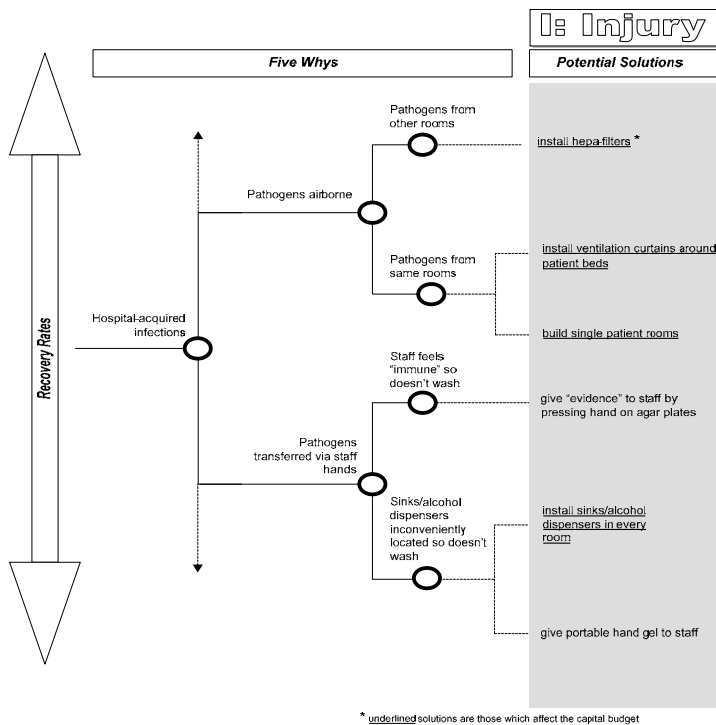 I: Injury
Five Whys
Potential Solutions
Recovery Rates
Pathogens from
other rooms
install hepa-filters *
Pathogens airborne
Pathogens from
same rooms
install ventilation curtains around
patient beds
build single patient rooms
Hospital-acquired
infections
Staff feels
“immune” so
doesn’t wash
give “evidence” to staff by
pressing hand on agar plates
Pathogens
transferred via staff
hands
Sinks/alcohol
dispensers
inconveniently
located so doesn’t
wash
install sinks/alcohol
dispensers in every
room
give portable hand gel to staff
* underlined solutions are those which affect the capital budget